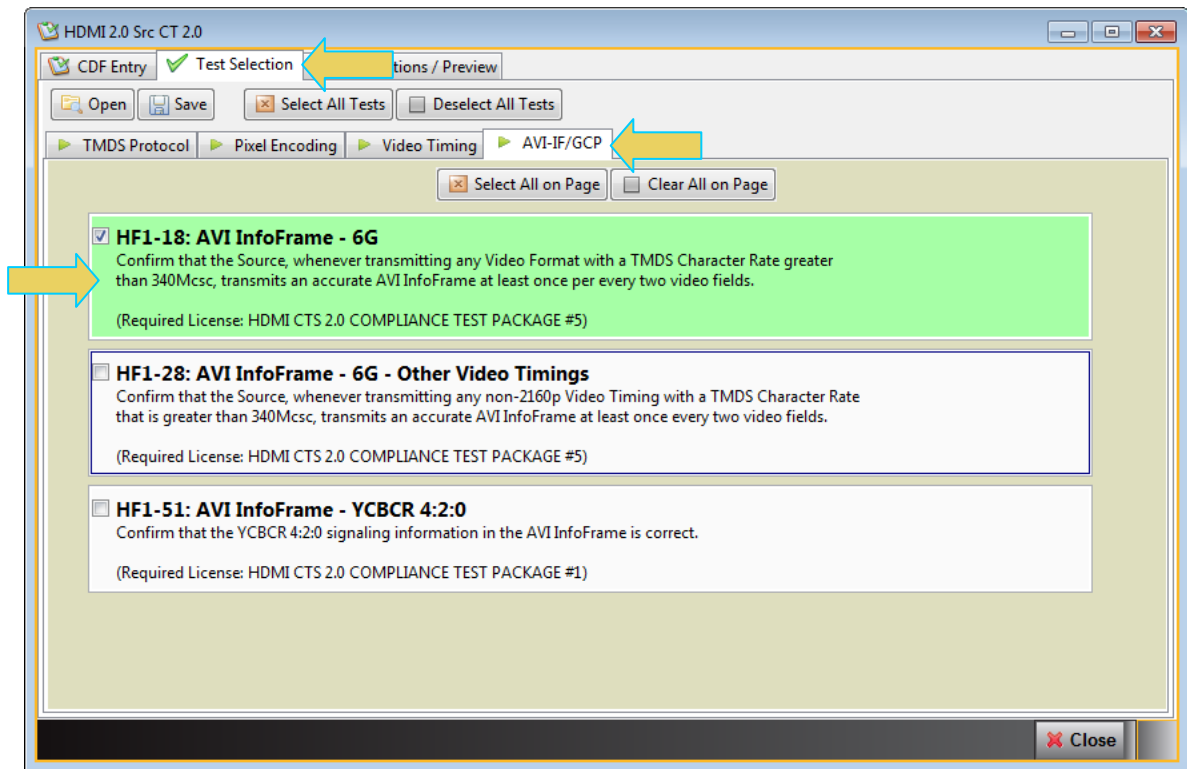 HDMI 2.0 Src CT 2.0
CDF Entry Test Selection tions / Preview
Open Save Select All Tests Deselect All Tests
TMDS Protocol Pixel Encoding Video Timing AVI-IF/GCP
Select All on Page Clear All on Page
HF1-18: AVI InfoFrame - 6G
Confirm that the Source, whenever transmitting any Video Format with a TMDS Character Rate greater
than 340Mcsc, transmits an accurate AVI InfoFrame at least once per every two video fields.
(Required License: HDMI CTS 2.0 COMPLIANCE TEST PACKAGE #5)
HF1-28: AVI InfoFrame - 6G - Other Video Timings
Confirm that the Source, whenever transmitting any non-2160p Video Timing with a TMDS Character Rate
that is greater than 340Mcsc, transmits an accurate AVI InfoFrame at least once every two video fields.
(Required License: HDMI CTS 2.0 COMPLIANCE TEST PACKAGE #5)
HF1-51: AVI InfoFrame - YCBCR 4:2:0
Confirm that the YCBCR 4:2:0 signaling information in the AVI InfoFrame is correct.
(Required License: HDMI CTS 2.0 COMPLIANCE TEST PACKAGE #1)
Close